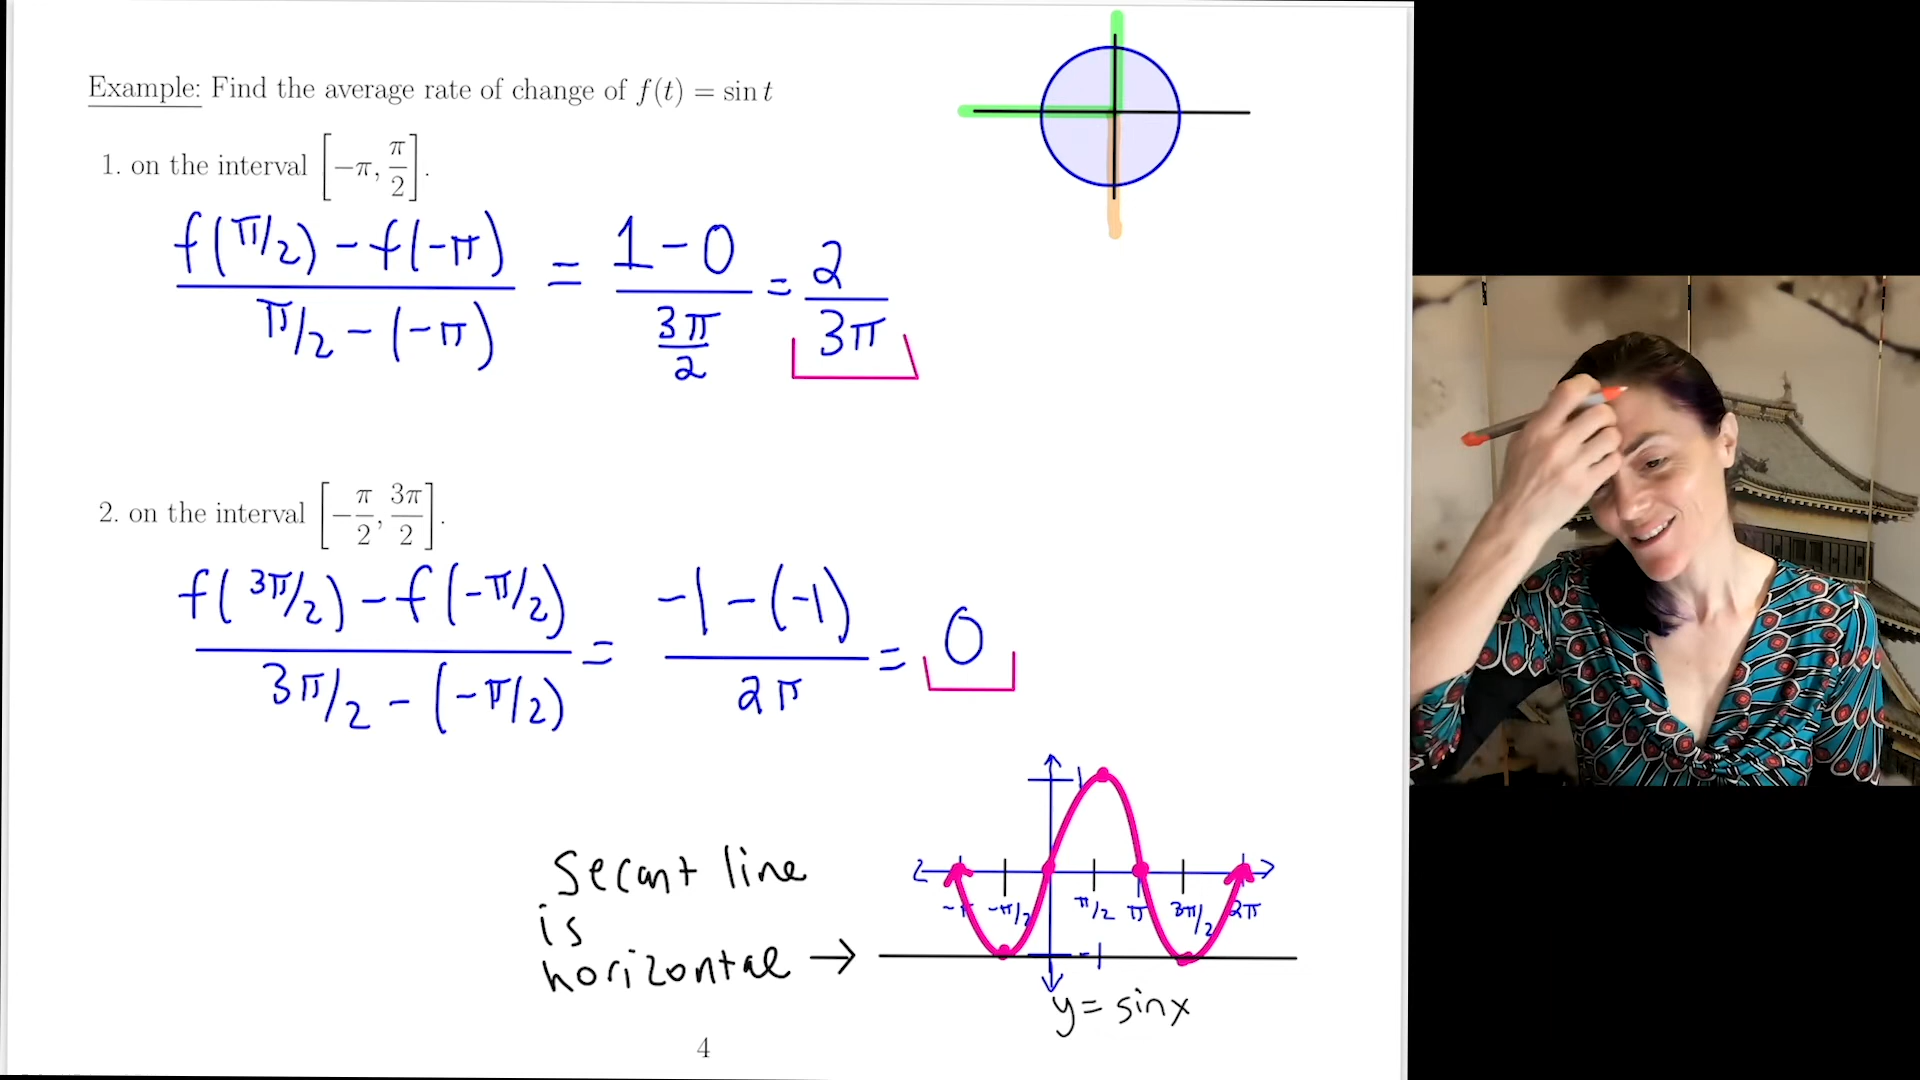 Example: Find the average rate of change of f(t) = sin t
1. on the interval [−π, π/2].
f(π/2) − f(−π) / π/2 − (−π) = 1 − 0 / 3π/2 = 2 / 3π
2. on the interval [−π/2, 3π/2].
f(3π/2) − f(−π/2) / 3π/2 − (−π/2) = −1 − (−1) / 2π = 0
1
Secant line
is
horizontal →
−π −π/2 π/2 π 3π/2 2π
−1
y = sinx
4